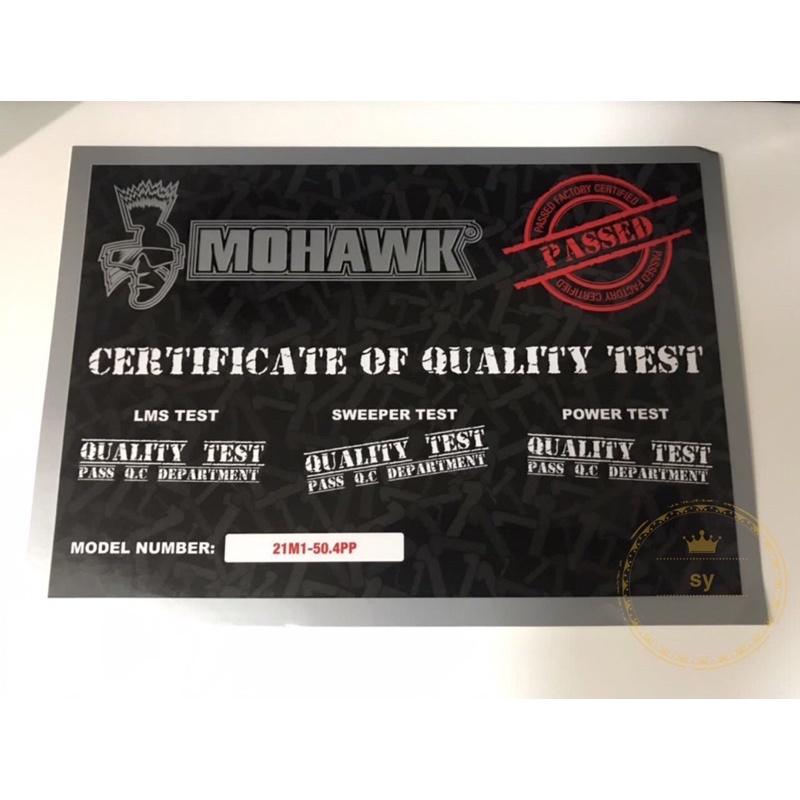 MOHAWK®
PASSED FACTORY CERTIFIED
PASSED
PASSED FACTORY CERTIFIED
CERTIFICATE OF QUALITY TEST
LMS TEST
SWEEPER TEST
POWER TEST
QUALITY TEST
PASS Q.C DEPARTMENT
QUALITY TEST
PASS Q.C DEPARTMENT
QUALITY TEST
PASS Q.C DEPARTMENT
MODEL NUMBER: 21M1-50.4PP
sy